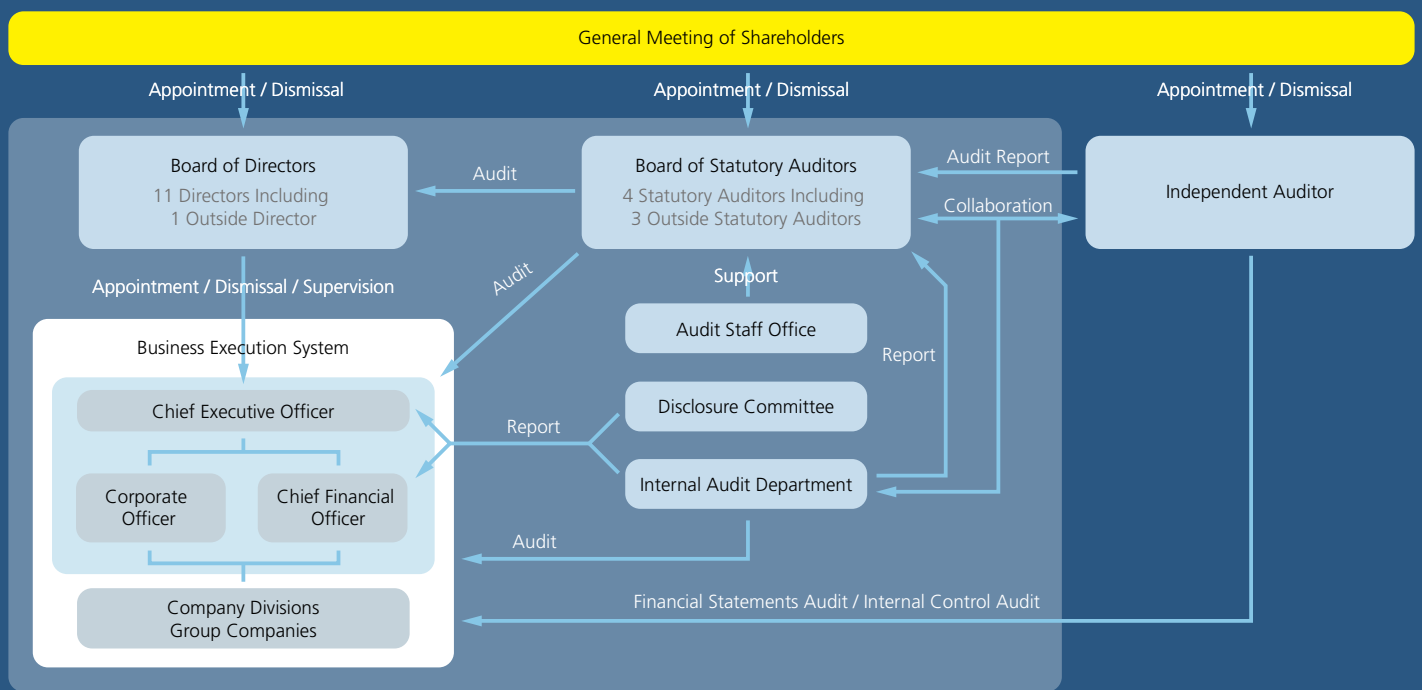 General Meeting of Shareholders
Appointment / Dismissal
Appointment / Dismissal
Appointment / Dismissal
Board of Directors
11 Directors Including
1 Outside Director
Audit
Board of Statutory Auditors
4 Statutory Auditors Including
3 Outside Statutory Auditors
Audit Report
Collaboration
Independent Auditor
Appointment / Dismissal / Supervision
Audit
Support
Audit Staff Office
Report
Business Execution System
Chief Executive Officer
Disclosure Committee
Report
Internal Audit Department
Corporate
Officer
Chief Financial
Officer
Audit
Company Divisions
Group Companies
Financial Statements Audit / Internal Control Audit